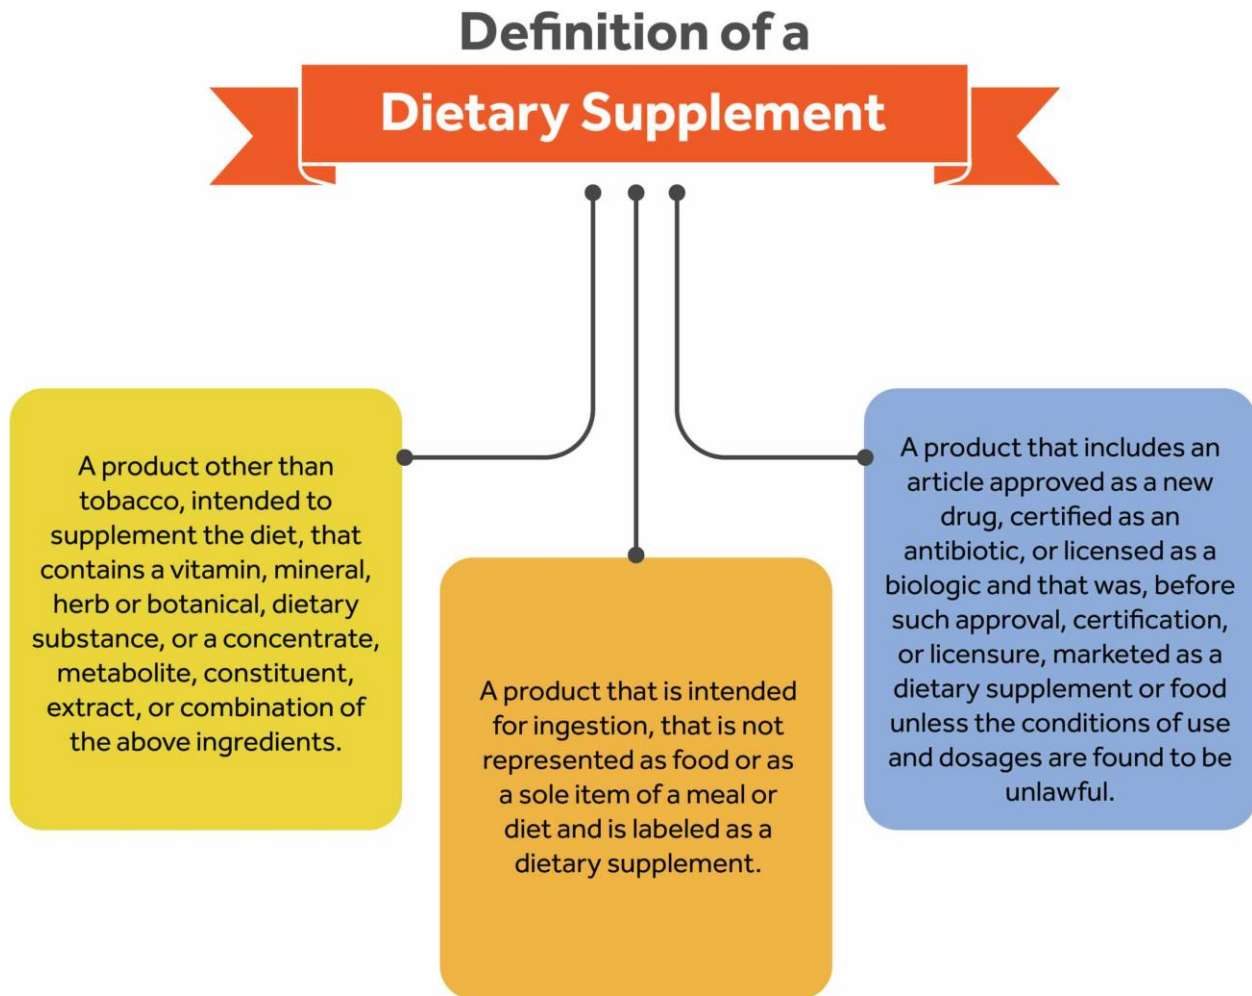 Definition of a
Dietary Supplement
A product other than
tobacco, intended to
supplement the diet, that
contains a vitamin, mineral,
herb or botanical, dietary
substance, or a concentrate,
metabolite, constituent,
extract, or combination of
the above ingredients.
A product that is intended
for ingestion, that is not
represented as food or as
a sole item of a meal or
diet and is labeled as a
dietary supplement.
A product that includes an
article approved as a new
drug, certified as an
antibiotic, or licensed as a
biologic and that was, before
such approval, certification,
or licensure, marketed as a
dietary supplement or food
unless the conditions of use
and dosages are found to be
unlawful.